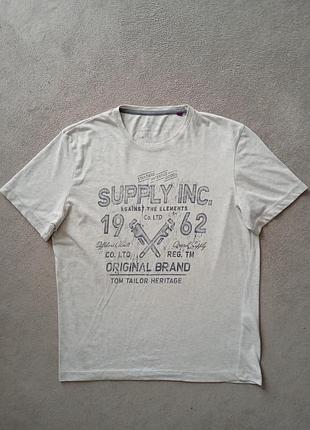 SUPPLY INC.
AGAINST THE ELEMENTS
19 Co. LTD 62
CO. LTD REG. TM
ORIGINAL BRAND
TOM TAILOR HERITAGE